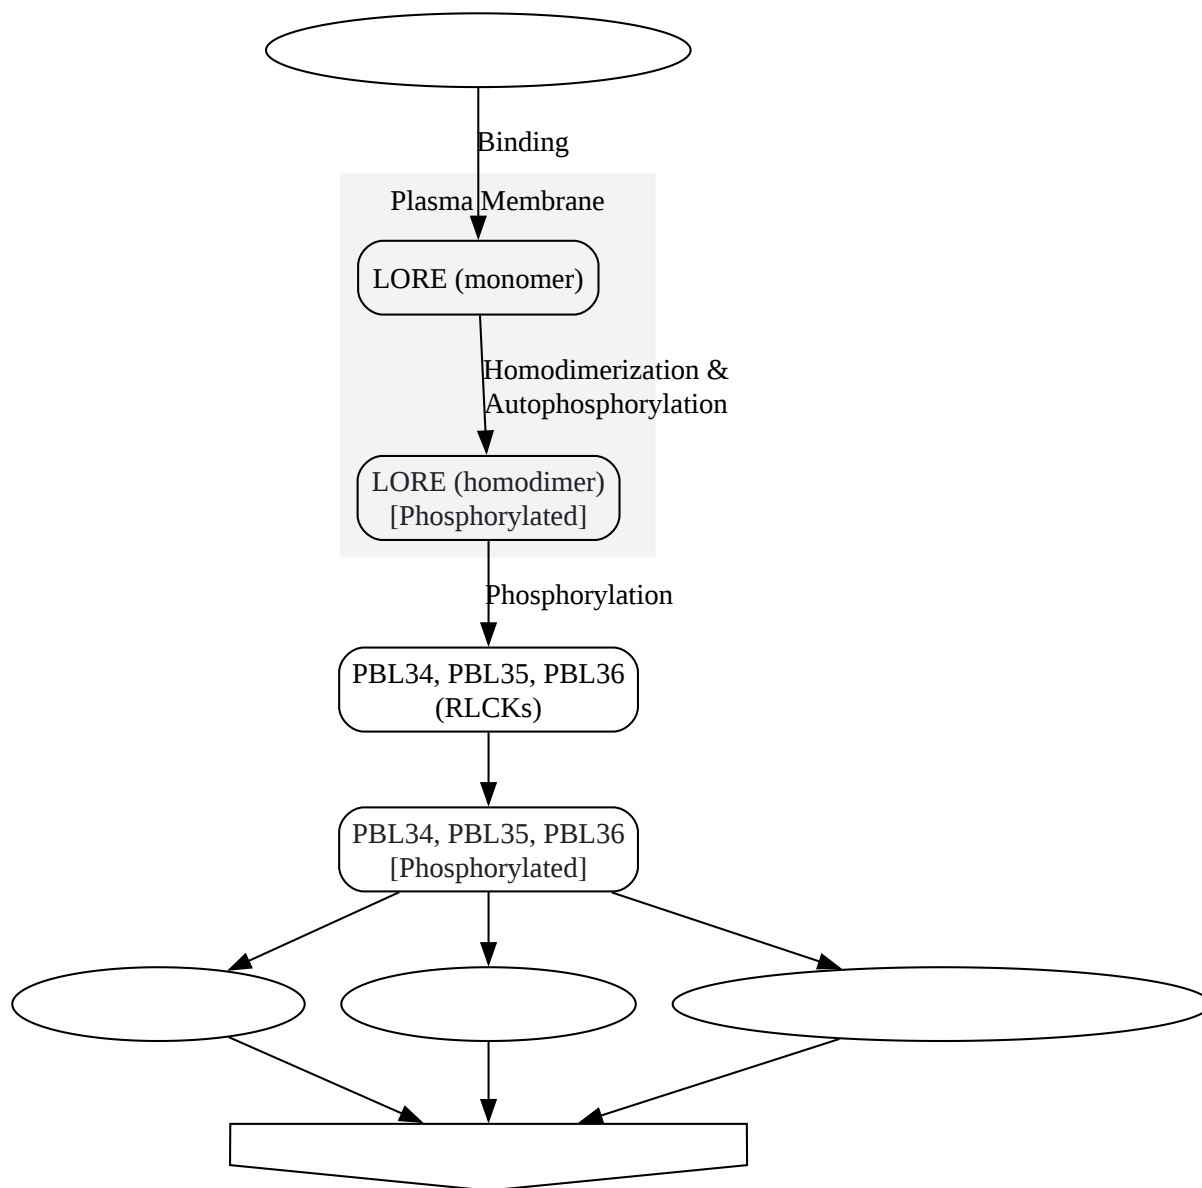 Binding
Plasma Membrane
LORE (monomer)
Homodimerization &
Autophosphorylation
LORE (homodimer)
[Phosphorylated]
Phosphorylation
PBL34, PBL35, PBL36
(RLCKs)
PBL34, PBL35, PBL36
[Phosphorylated]